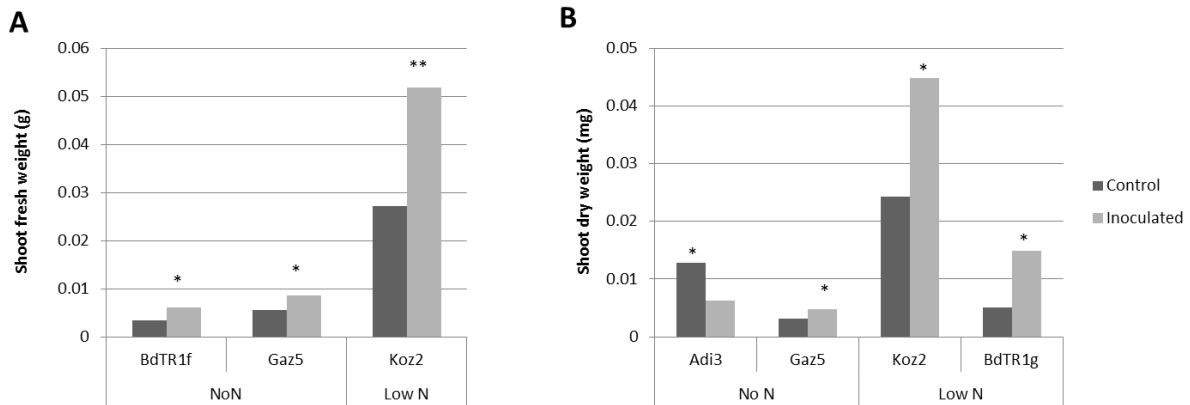 A
Shoot fresh weight (g)
0.06
0.05
0.04
0.03
0.02
0.01
0
*
*
**
BdTR1f Gaz5 Koz2
NoN Low N
B
Shoot dry weight (mg)
0.05
0.04
0.03
0.02
0.01
0
*
*
*
*
Adi3 Gaz5 Koz2 BdTR1g
No N Low N
Control
Inoculated